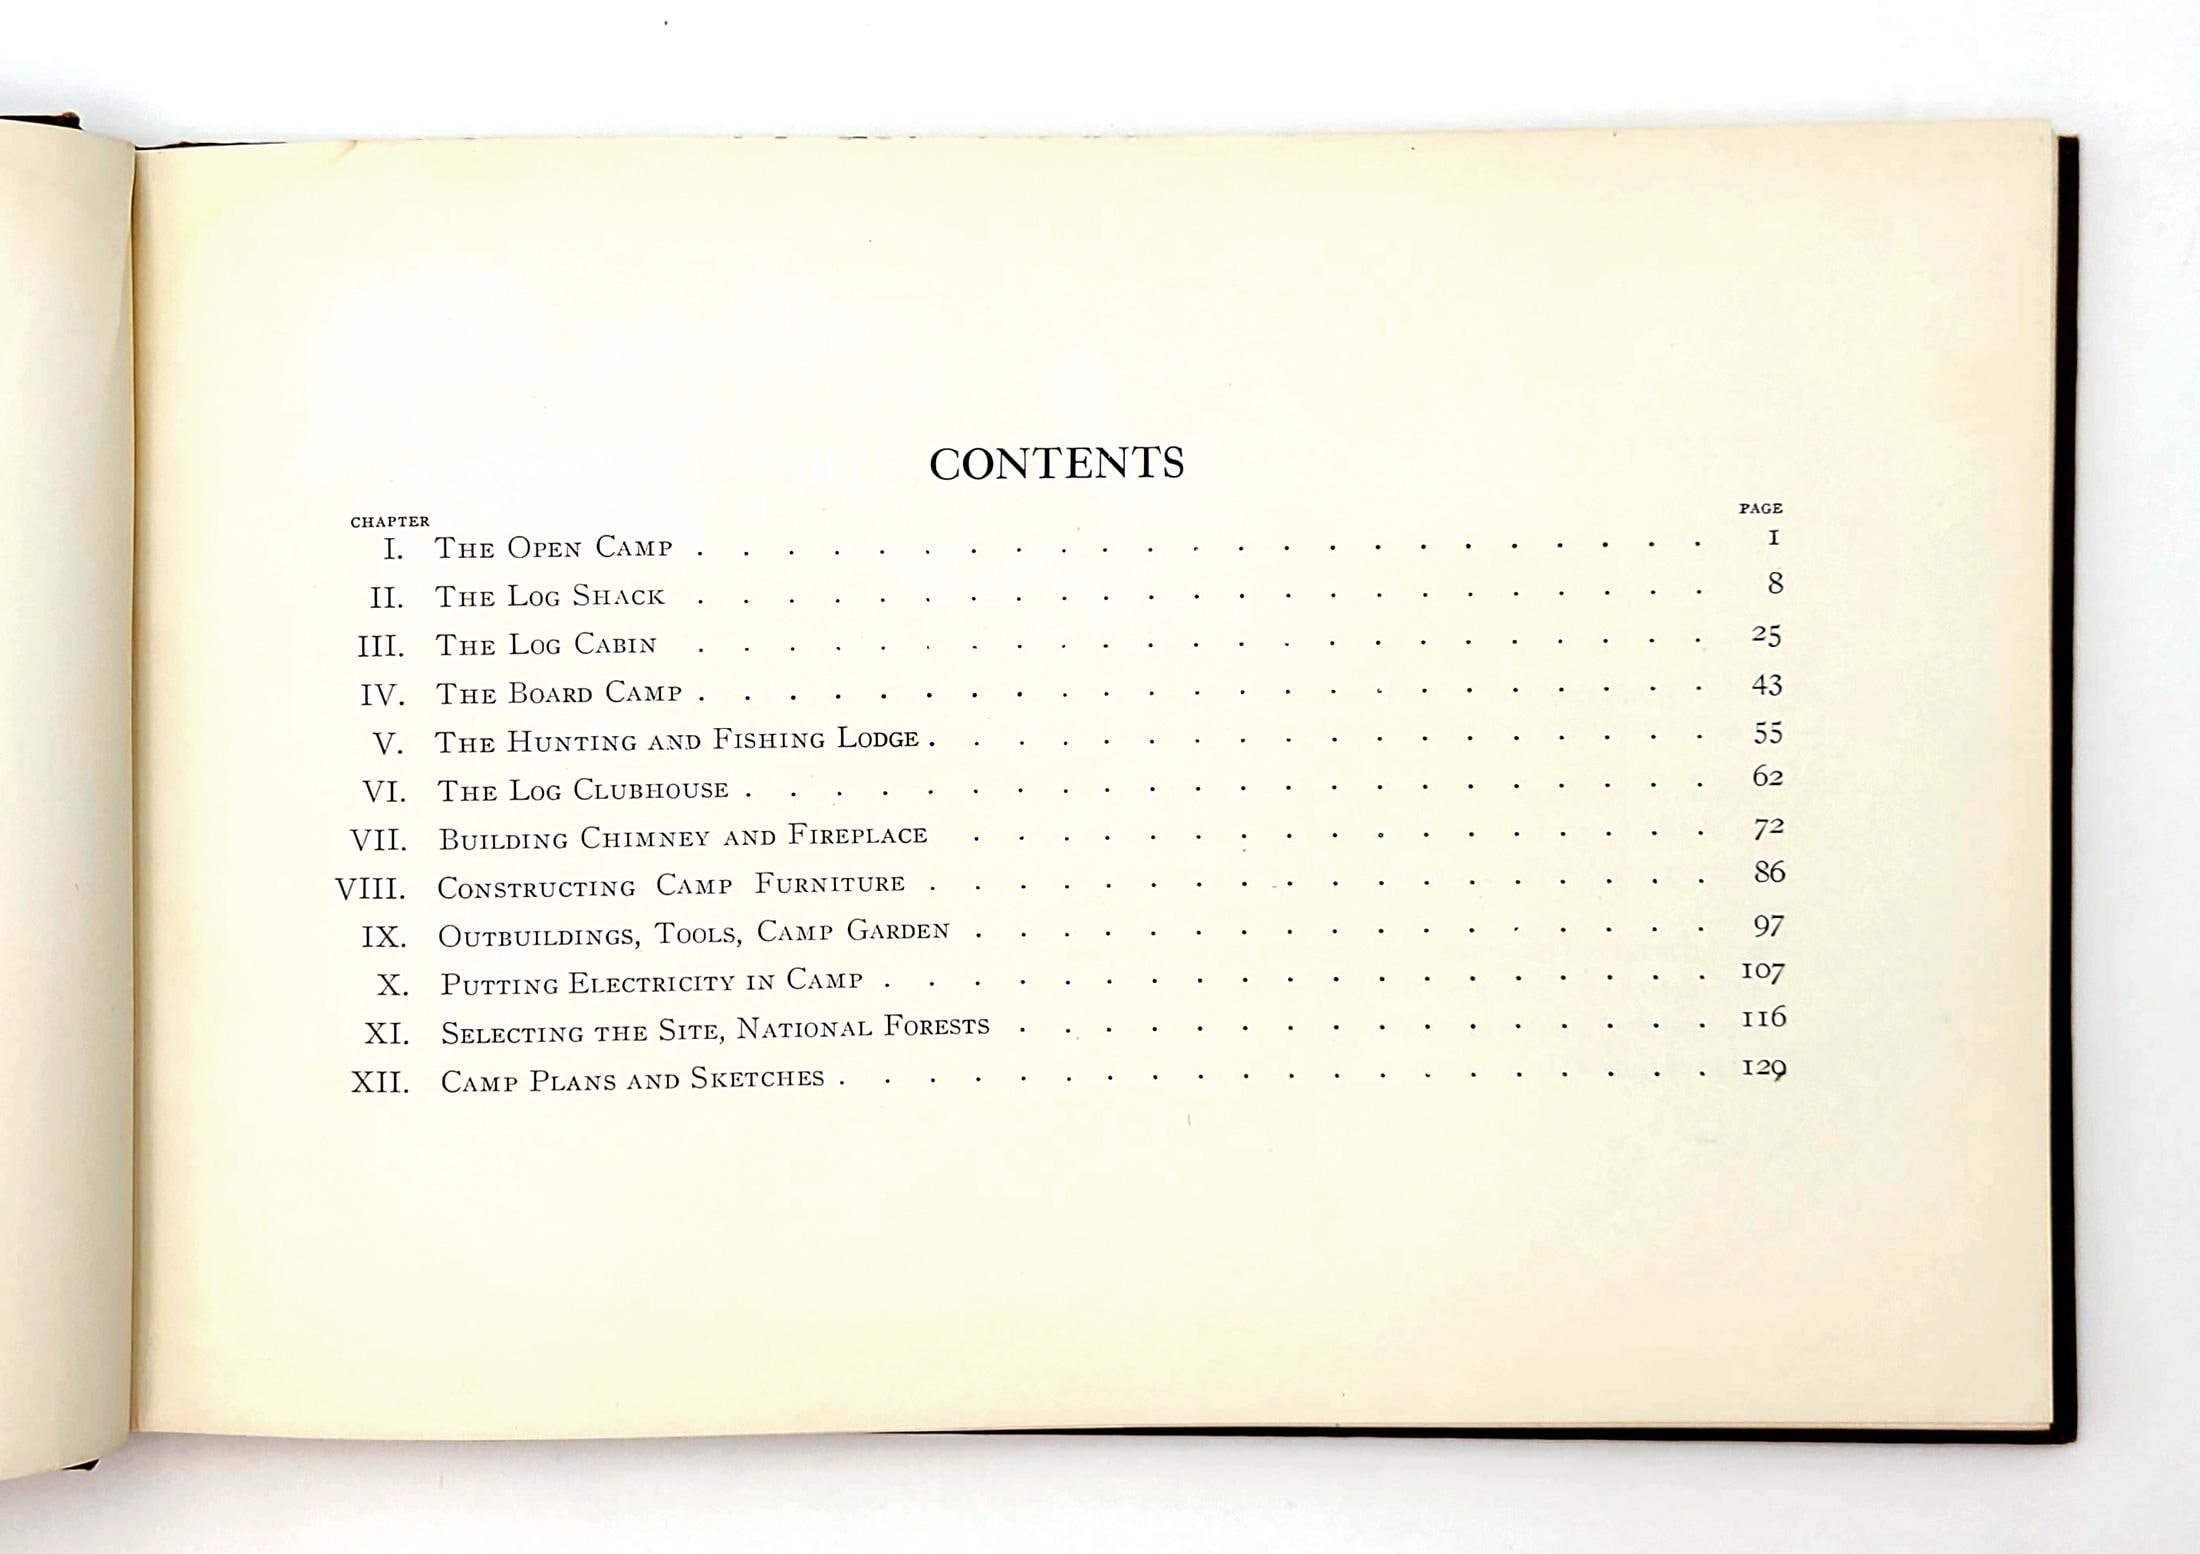 CONTENTS
CHAPTER PAGE
I. THE OPEN CAMP . . . . . . . . . . . . . . . . . . . . . . . 1
II. THE LOG SHACK . . . . . . . . . . . . . . . . . . . . . . . 8
III. THE LOG CABIN . . . . . . . . . . . . . . . . . . . . . . . 25
IV. THE BOARD CAMP . . . . . . . . . . . . . . . . . . . . . . . 43
V. THE HUNTING AND FISHING LODGE . . . . . . . . . . . . . . . . . . 55
VI. THE LOG CLUBHOUSE . . . . . . . . . . . . . . . . . . . . . . 62
VII. BUILDING CHIMNEY AND FIREPLACE . . . . . . . . . . . . . . . . . 72
VIII. CONSTRUCTING CAMP FURNITURE . . . . . . . . . . . . . . . . . . 86
IX. OUTBUILDINGS, TOOLS, CAMP GARDEN . . . . . . . . . . . . . . . . . 97
X. PUTTING ELECTRICITY IN CAMP . . . . . . . . . . . . . . . . . . . 107
XI. SELECTING THE SITE, NATIONAL FORESTS . . . . . . . . . . . . . . . . 116
XII. CAMP PLANS AND SKETCHES . . . . . . . . . . . . . . . . . . . . 129